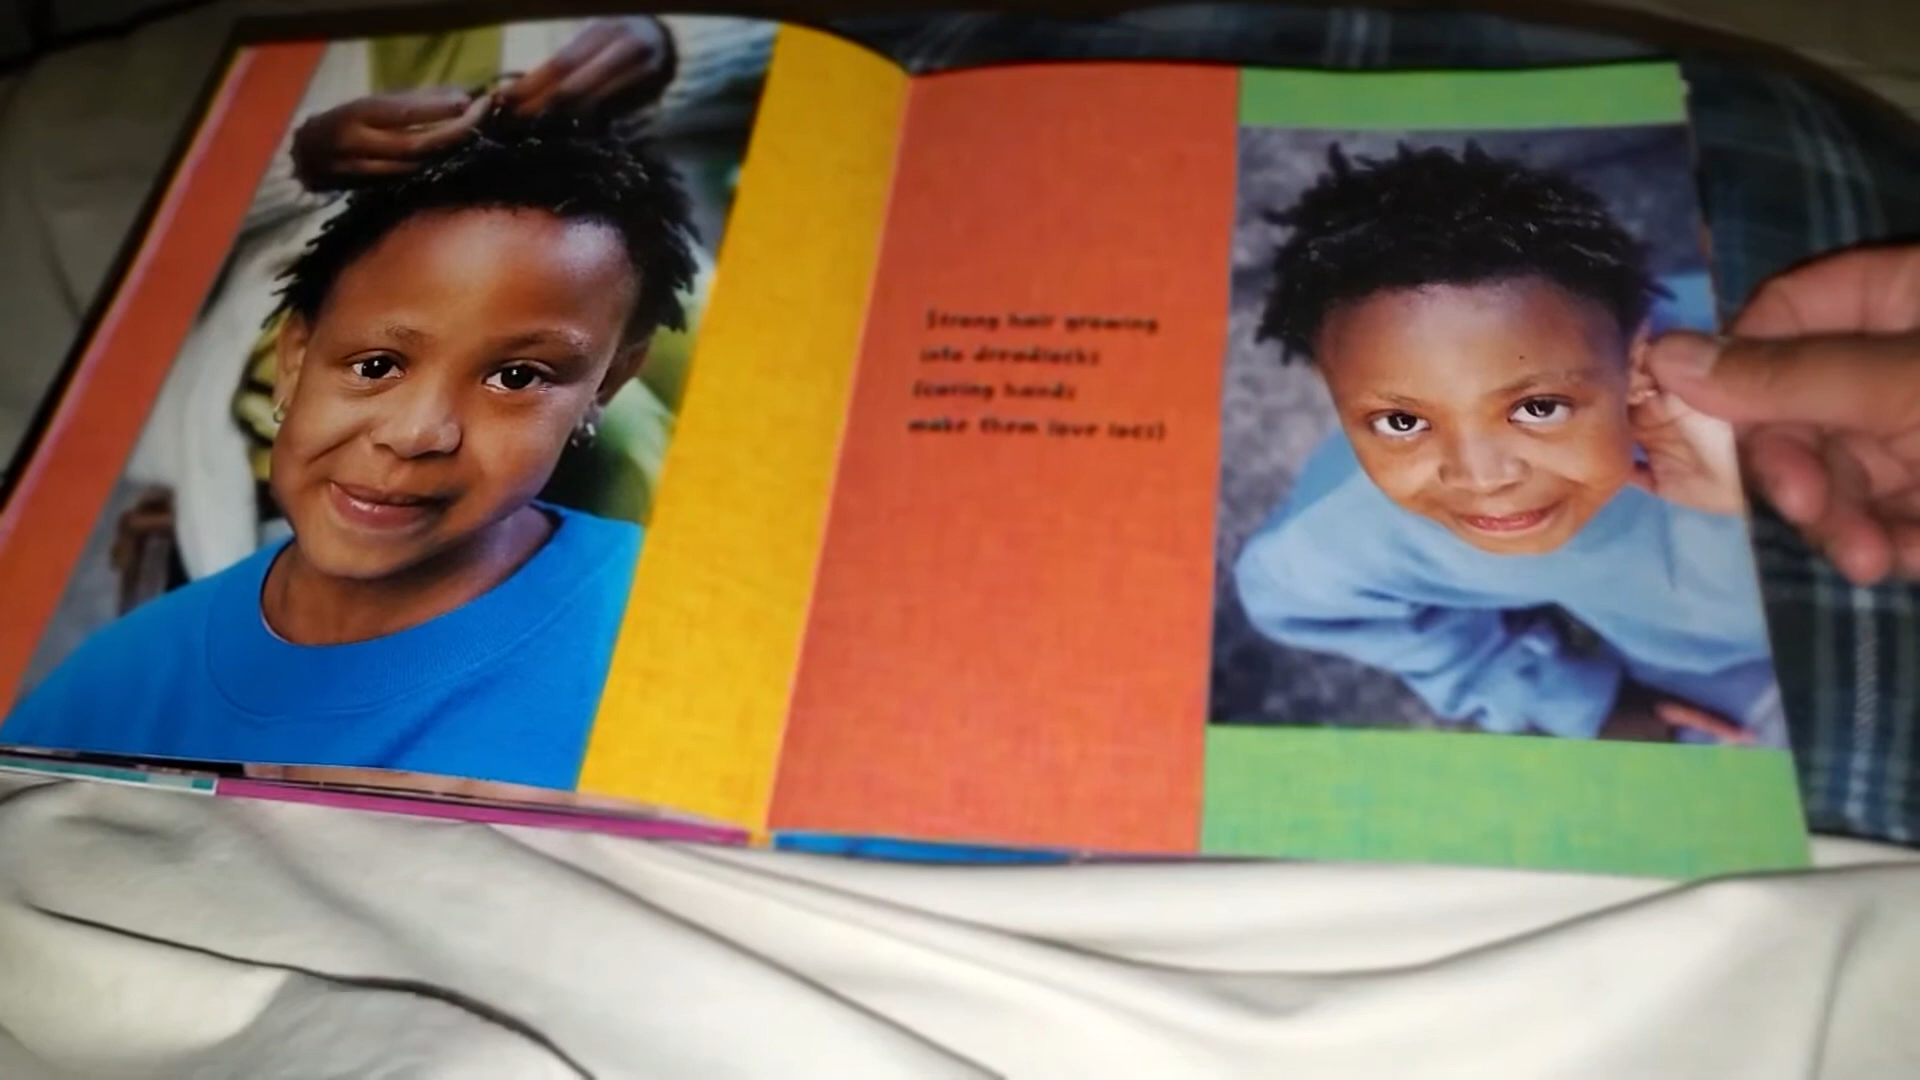 Strong hair growing
into dreadlocks
(caring hands
make them love locs)